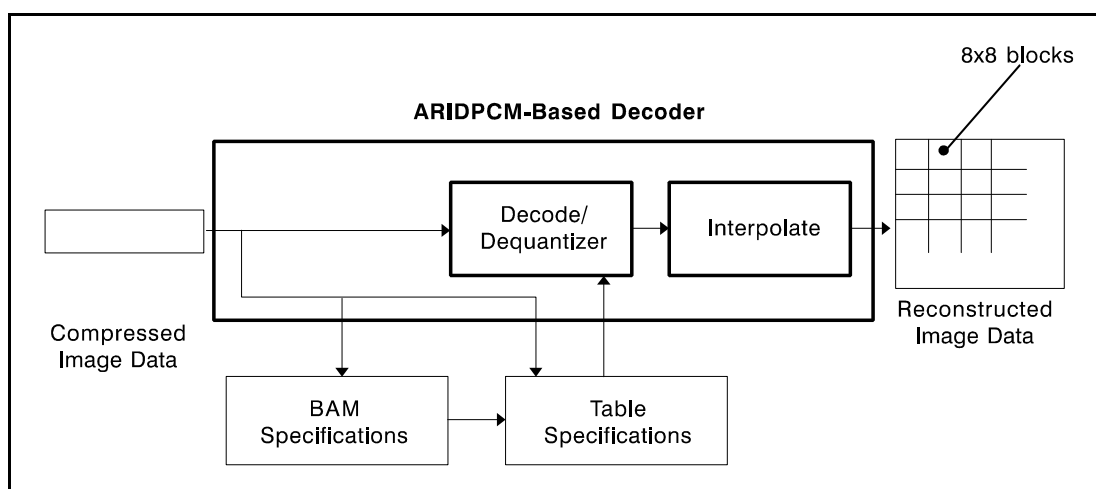 8x8 blocks
ARIDPCM-Based Decoder
Decode/
Dequantizer
Interpolate
Compressed
Image Data
Reconstructed
Image Data
BAM
Specifications
Table
Specifications